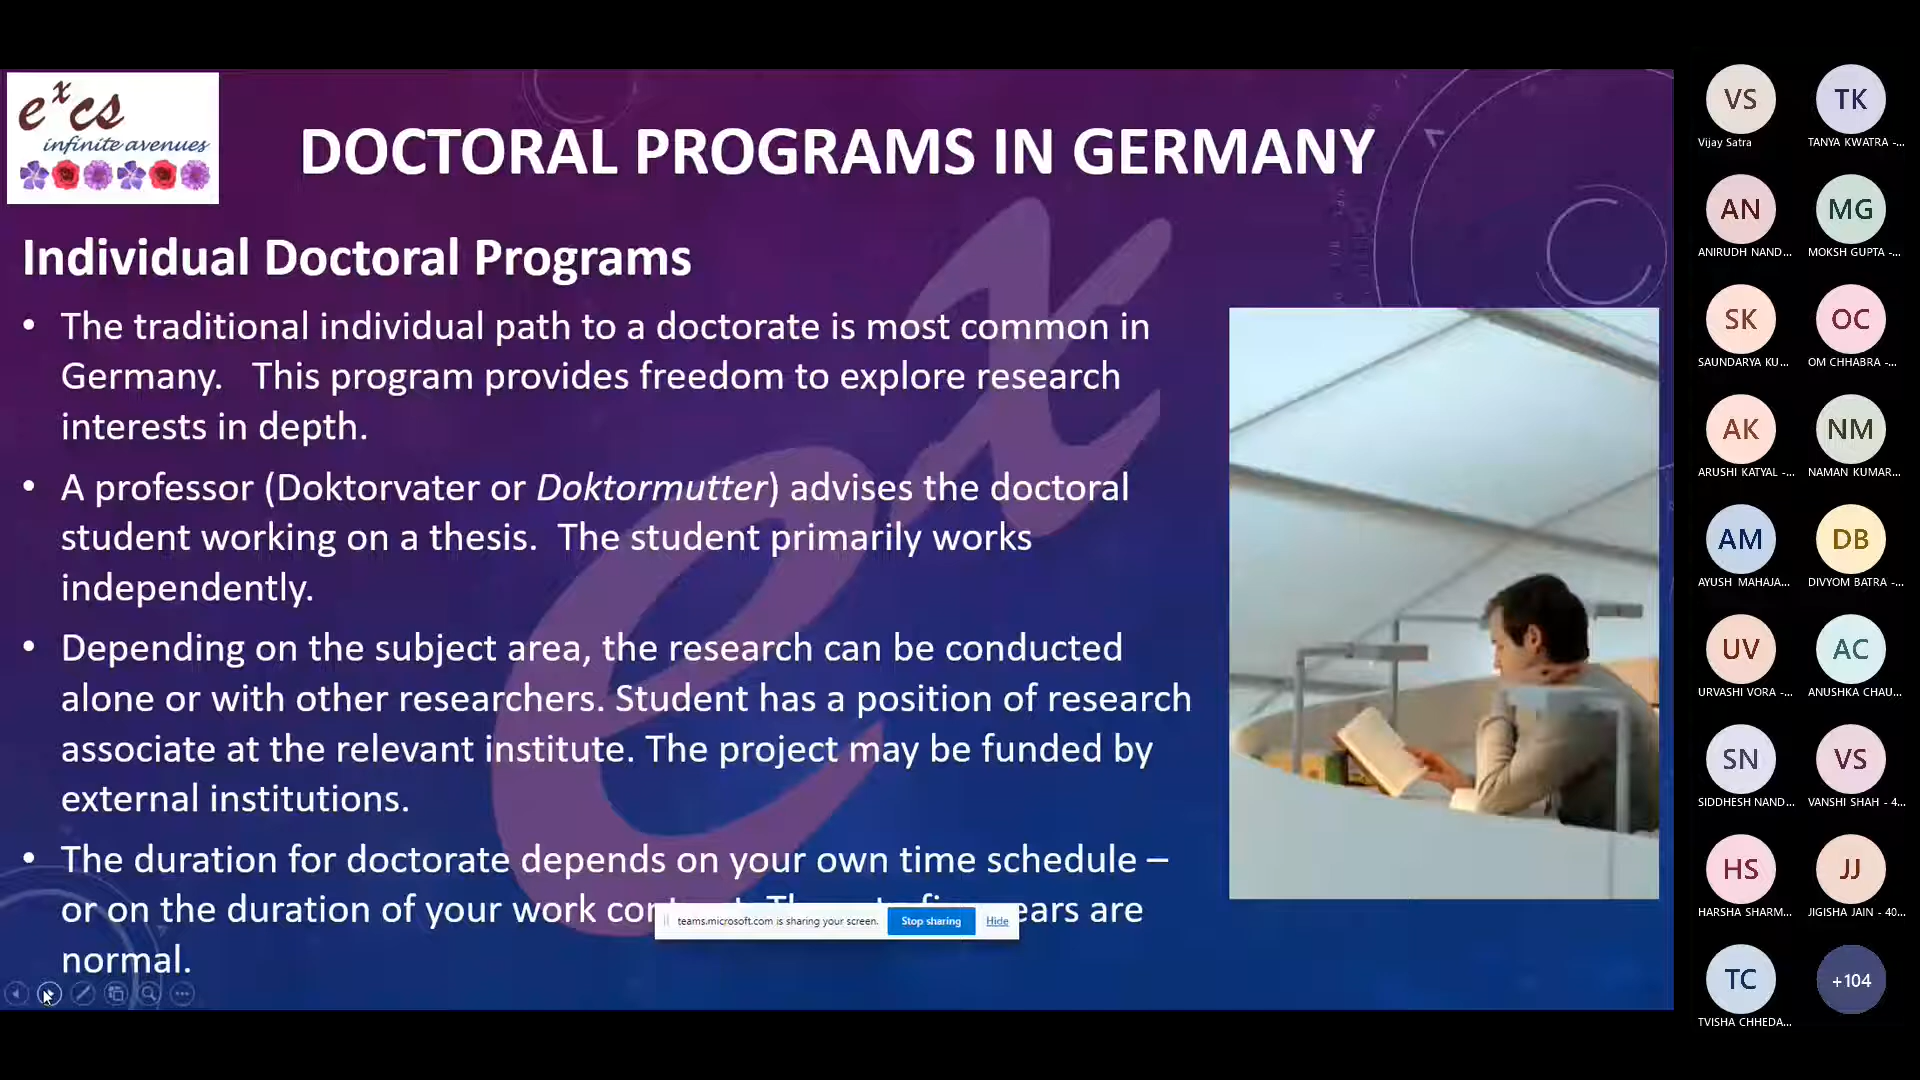 e^x cs
infinite avenues
DOCTORAL PROGRAMS IN GERMANY
Individual Doctoral Programs
• The traditional individual path to a doctorate is most common in
Germany. This program provides freedom to explore research
interests in depth.
• A professor (Doktorvater or Doktormutter) advises the doctoral
student working on a thesis. The student primarily works
independently.
• Depending on the subject area, the research can be conducted
alone or with other researchers. Student has a position of research
associate at the relevant institute. The project may be funded by
external institutions.
• The duration for doctorate depends on your own time schedule –
or on the duration of your work are
normal.
teams.microsoft.com is sharing your screen. Stop sharing Hide
VS TK
Vijay Satra TANYA KWATRA -...
AN MG
ANIRUDH NAND... MOKSH GUPTA -...
SK OC
SAUNDARYA KU... OM CHHABRA -...
AK NM
ARUSHI KATYAL -... NAMAN KUMAR...
AM DB
AYUSH MAHAJA... DIVYOM BATRA -...
UV AC
URVASHI VORA -... ANUSHKA CHAU...
SN VS
SIDDHESH NAND... VANSHI SHAH - 4...
HS JJ
HARSHA SHARM... JIGISHA JAIN - 40...
TC +104
TVISHA CHHEDA...